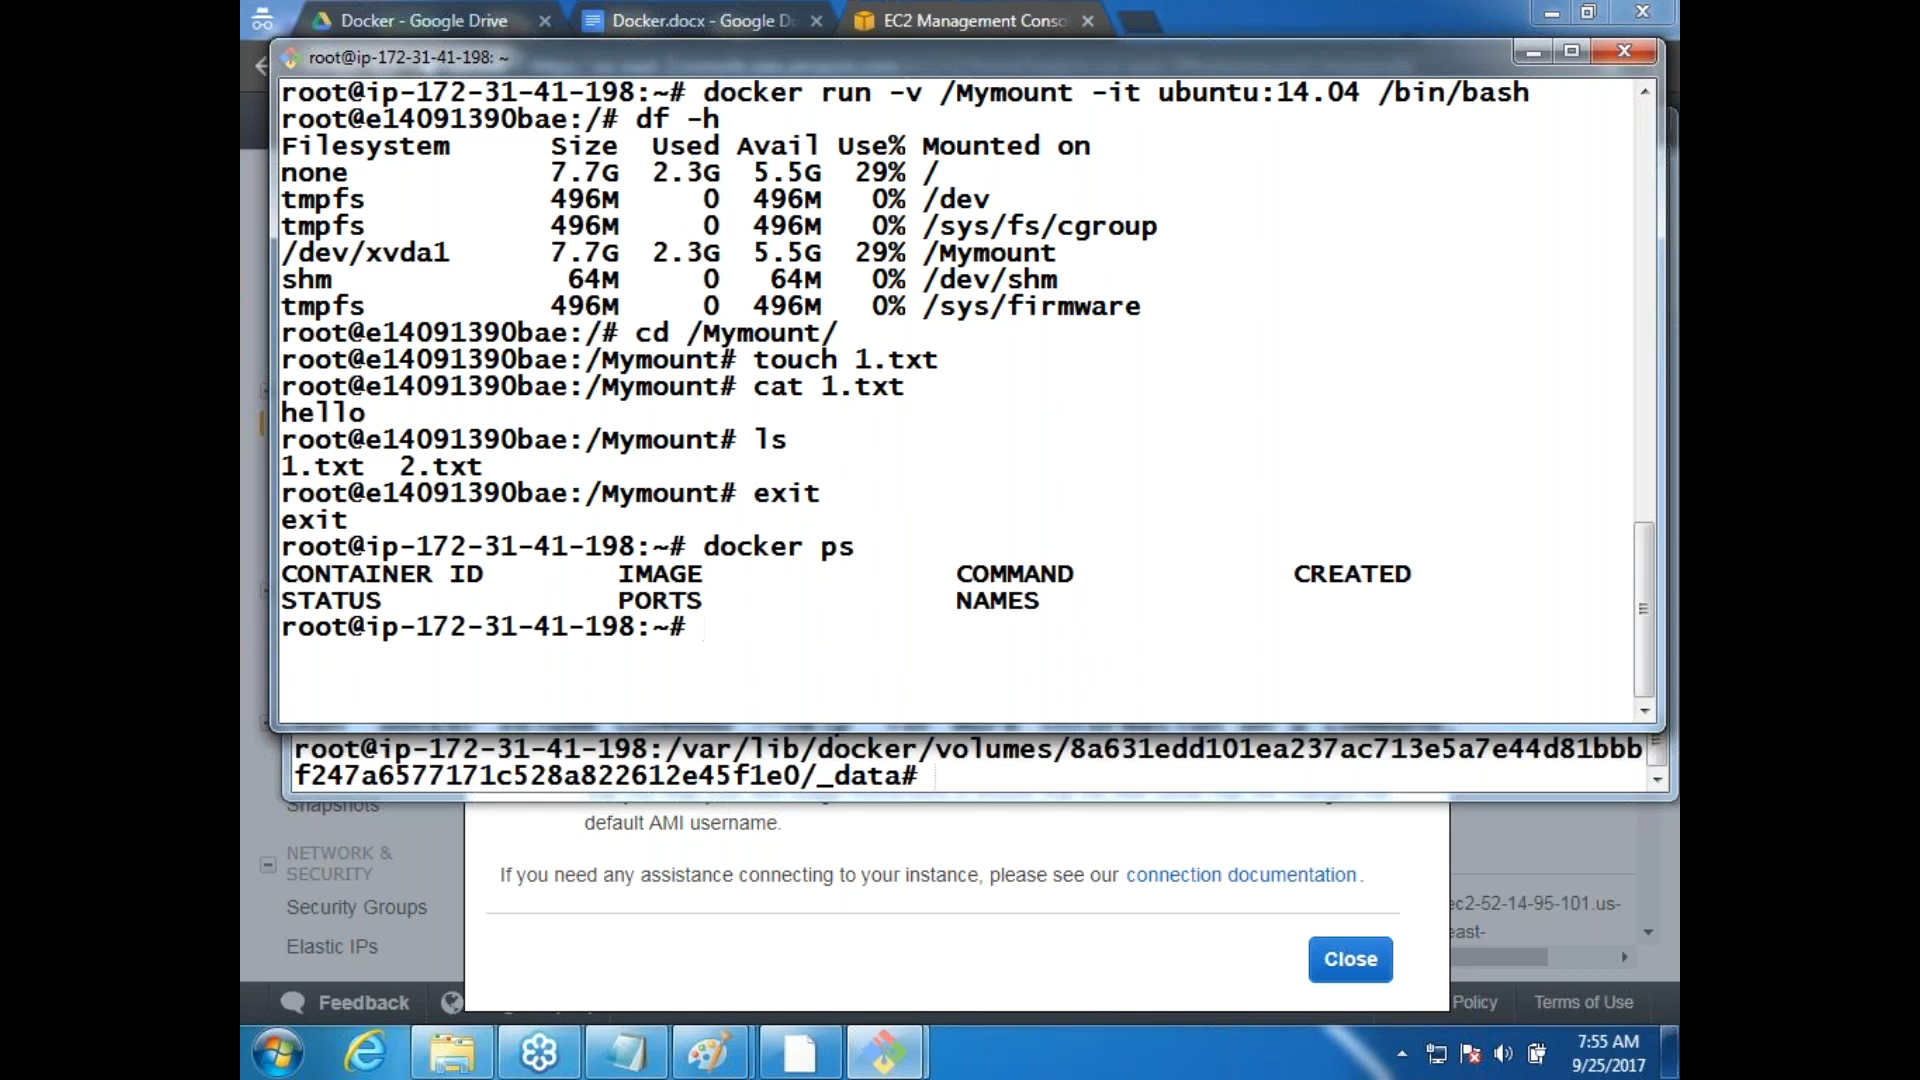 Docker - Google Drive
Docker.docx - Google Do
EC2 Management Conso
root@ip-172-31-41-198: ~
root@ip-172-31-41-198:~# docker run -v /Mymount -it ubuntu:14.04 /bin/bash
root@e14091390bae:/# df -h
Filesystem Size Used Avail Use% Mounted on
none 7.7G 2.3G 5.5G 29% /
tmpfs 496M 0 496M 0% /dev
tmpfs 496M 0 496M 0% /sys/fs/cgroup
/dev/xvda1 7.7G 2.3G 5.5G 29% /Mymount
shm 64M 0 64M 0% /dev/shm
tmpfs 496M 0 496M 0% /sys/firmware
root@e14091390bae:/# cd /Mymount/
root@e14091390bae:/Mymount# touch 1.txt
root@e14091390bae:/Mymount# cat 1.txt
hello
root@e14091390bae:/Mymount# ls
1.txt 2.txt
root@e14091390bae:/Mymount# exit
exit
root@ip-172-31-41-198:~# docker ps
CONTAINER ID IMAGE COMMAND CREATED
STATUS PORTS NAMES
root@ip-172-31-41-198:~#
root@ip-172-31-41-198:/var/lib/docker/volumes/8a631edd101ea237ac713e5a7e44d81bbb
f247a6577171c528a822612e45f1e0/_data#
Snapshots
default AMI username.
NETWORK &
SECURITY
If you need any assistance connecting to your instance, please see our connection documentation.
Security Groups
ec2-52-14-95-101.us-
east-
Elastic IPs
Close
Feedback
Policy
Terms of Use
7:55 AM
9/25/2017